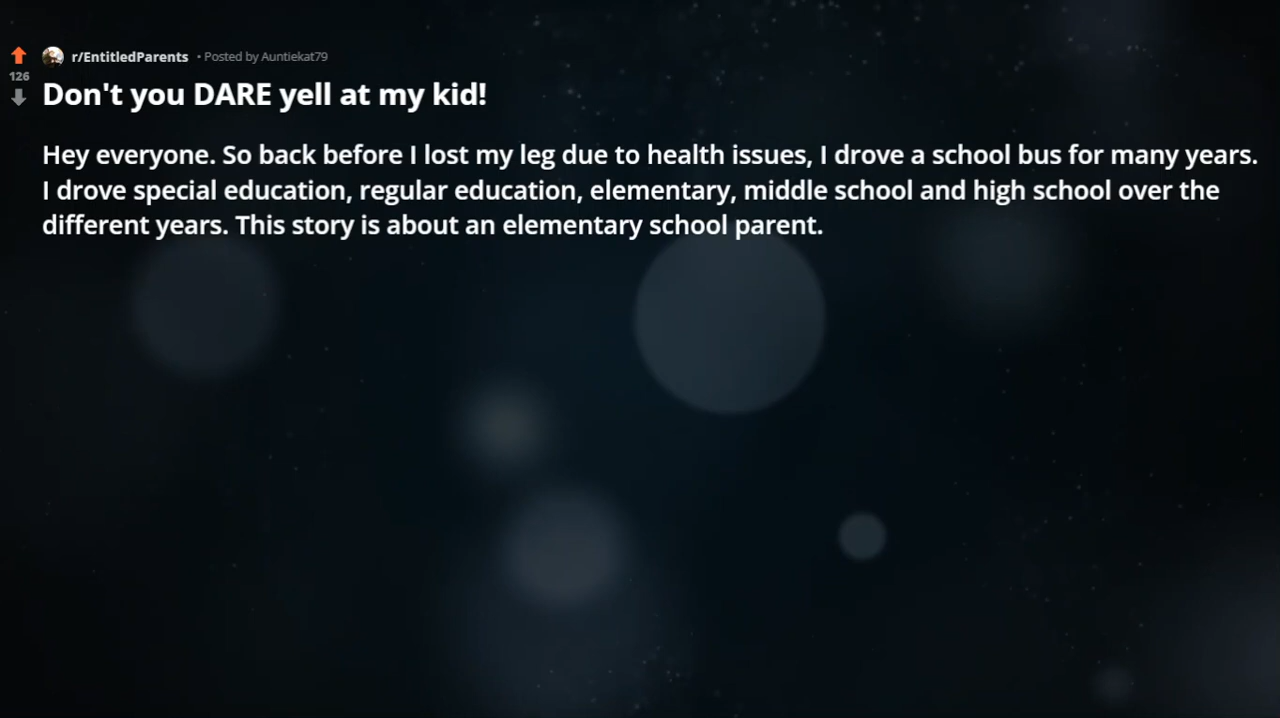 r/EntitledParents • Posted by Auntiekat79
126
Don't you DARE yell at my kid!
Hey everyone. So back before I lost my leg due to health issues, I drove a school bus for many years.
I drove special education, regular education, elementary, middle school and high school over the
different years. This story is about an elementary school parent.